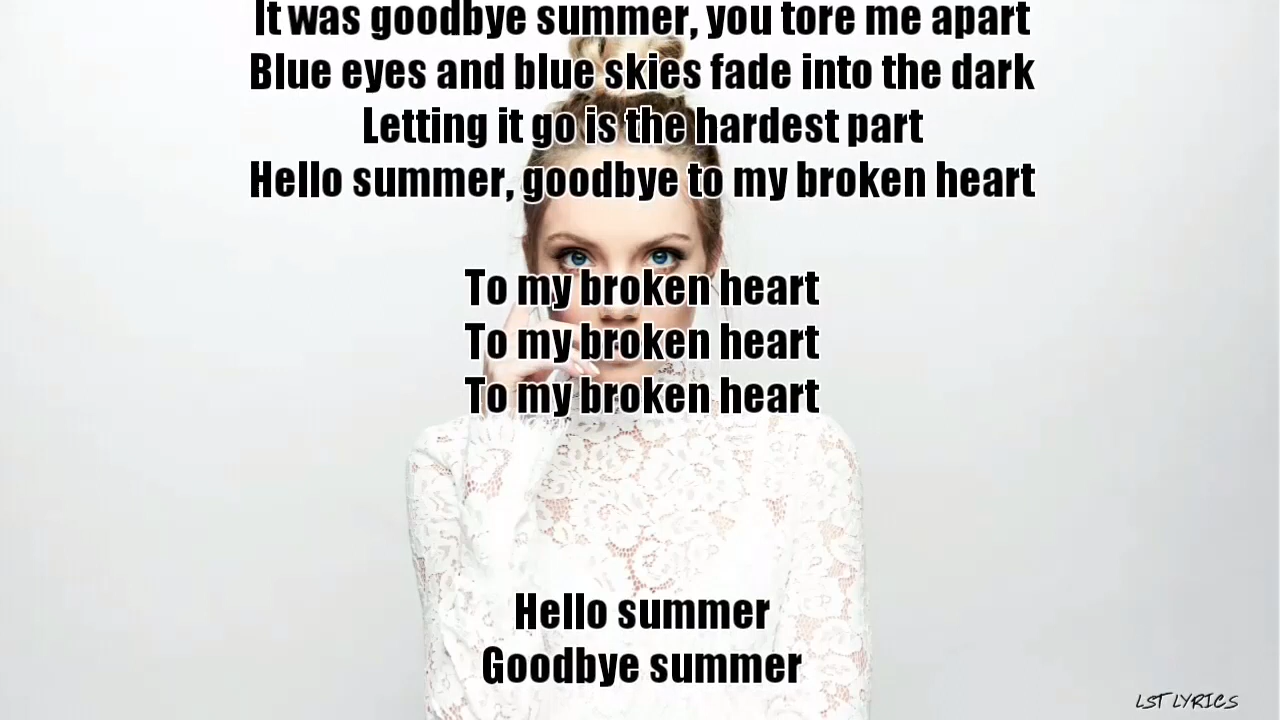 It was goodbye summer, you tore me apart
Blue eyes and blue skies fade into the dark
Letting it go is the hardest part
Hello summer, goodbye to my broken heart
To my broken heart
To my broken heart
To my broken heart
Hello summer
Goodbye summer
LST LYRICS